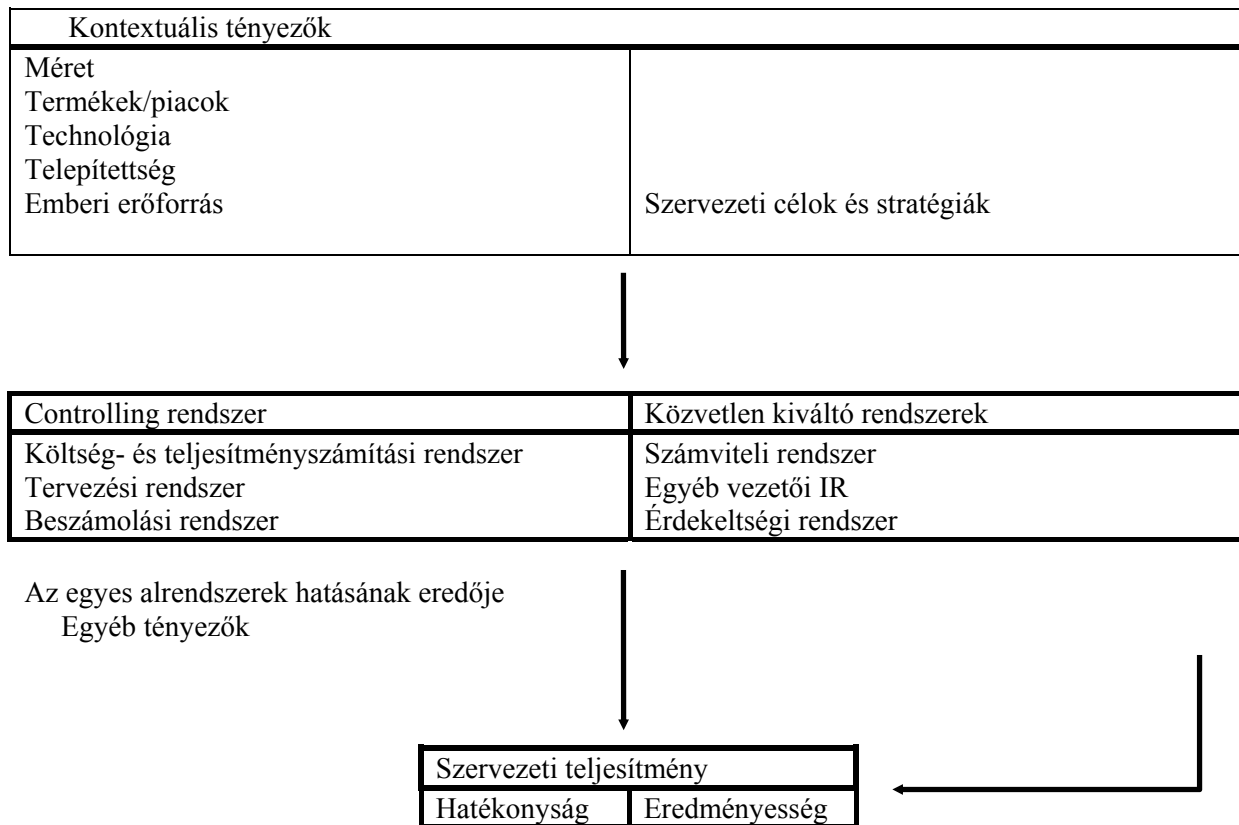 Kontextuális tényezők
Méret
Termékek/piacok
Technológia
Telepítettség
Emberi erőforrás
Szervezeti célok és stratégiák
Controlling rendszer
Költség- és teljesítményszámítási rendszer
Tervezési rendszer
Beszámolási rendszer
Közvetlen kiváltó rendszerek
Számviteli rendszer
Egyéb vezetői IR
Érdekeltségi rendszer
Az egyes alrendszerek hatásának eredője
Egyéb tényezők
Szervezeti teljesítmény
Hatékonyság
Eredményesség